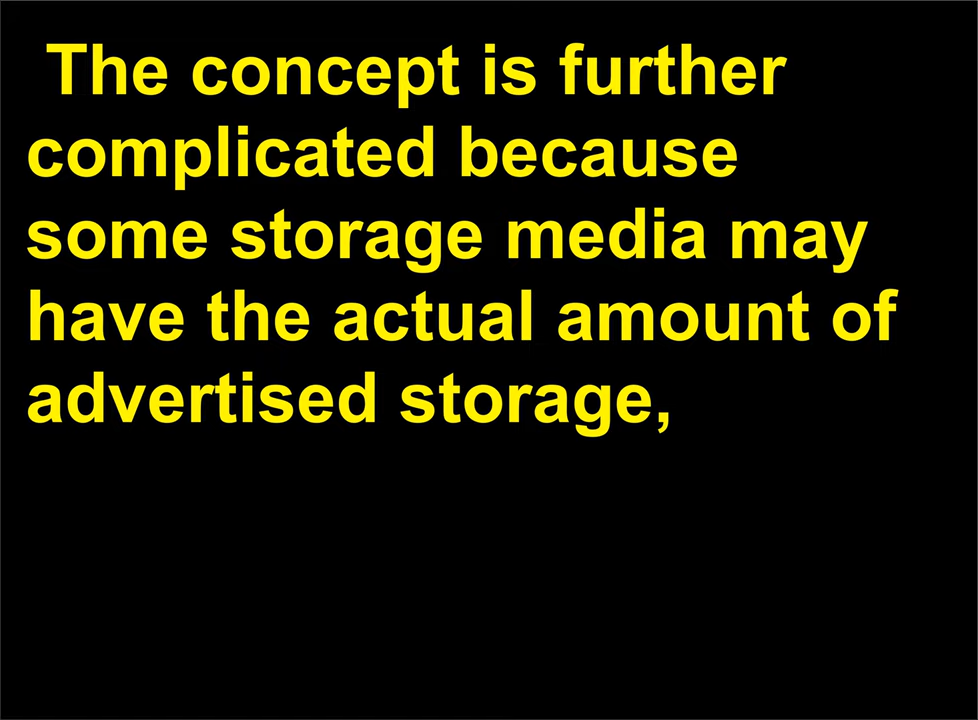 The concept is further
complicated because
some storage media may
have the actual amount of
advertised storage,